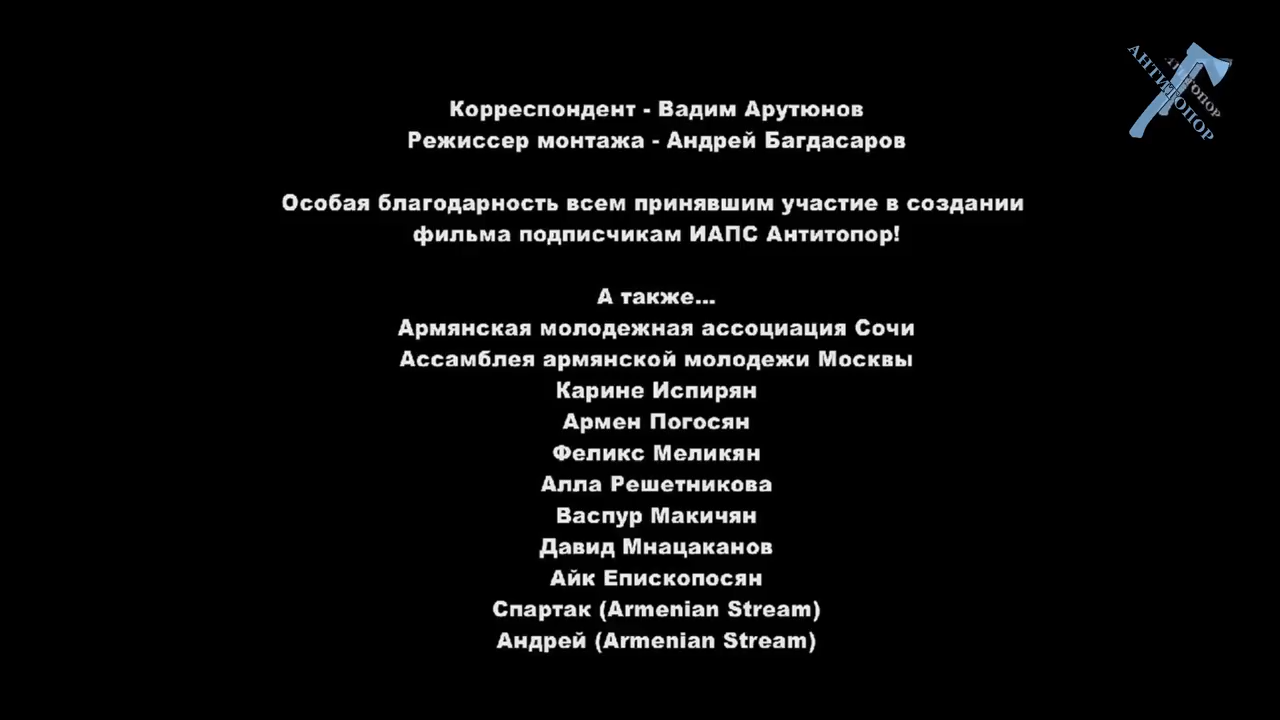 Корреспондент - Вадим Арутюнов
Режиссер монтажа - Андрей Багдасаров
Особая благодарность всем принявшим участие в создании
фильма подписчикам ИАПС Антитопор!
А также...
Армянская молодежная ассоциация Сочи
Ассамблея армянской молодежи Москвы
Карине Испирян
Армен Погосян
Феликс Меликян
Алла Решетникова
Васпур Макичян
Давид Мнацаканов
Айк Епископосян
Спартак (Armenian Stream)
Андрей (Armenian Stream)
АНТИТОПОР